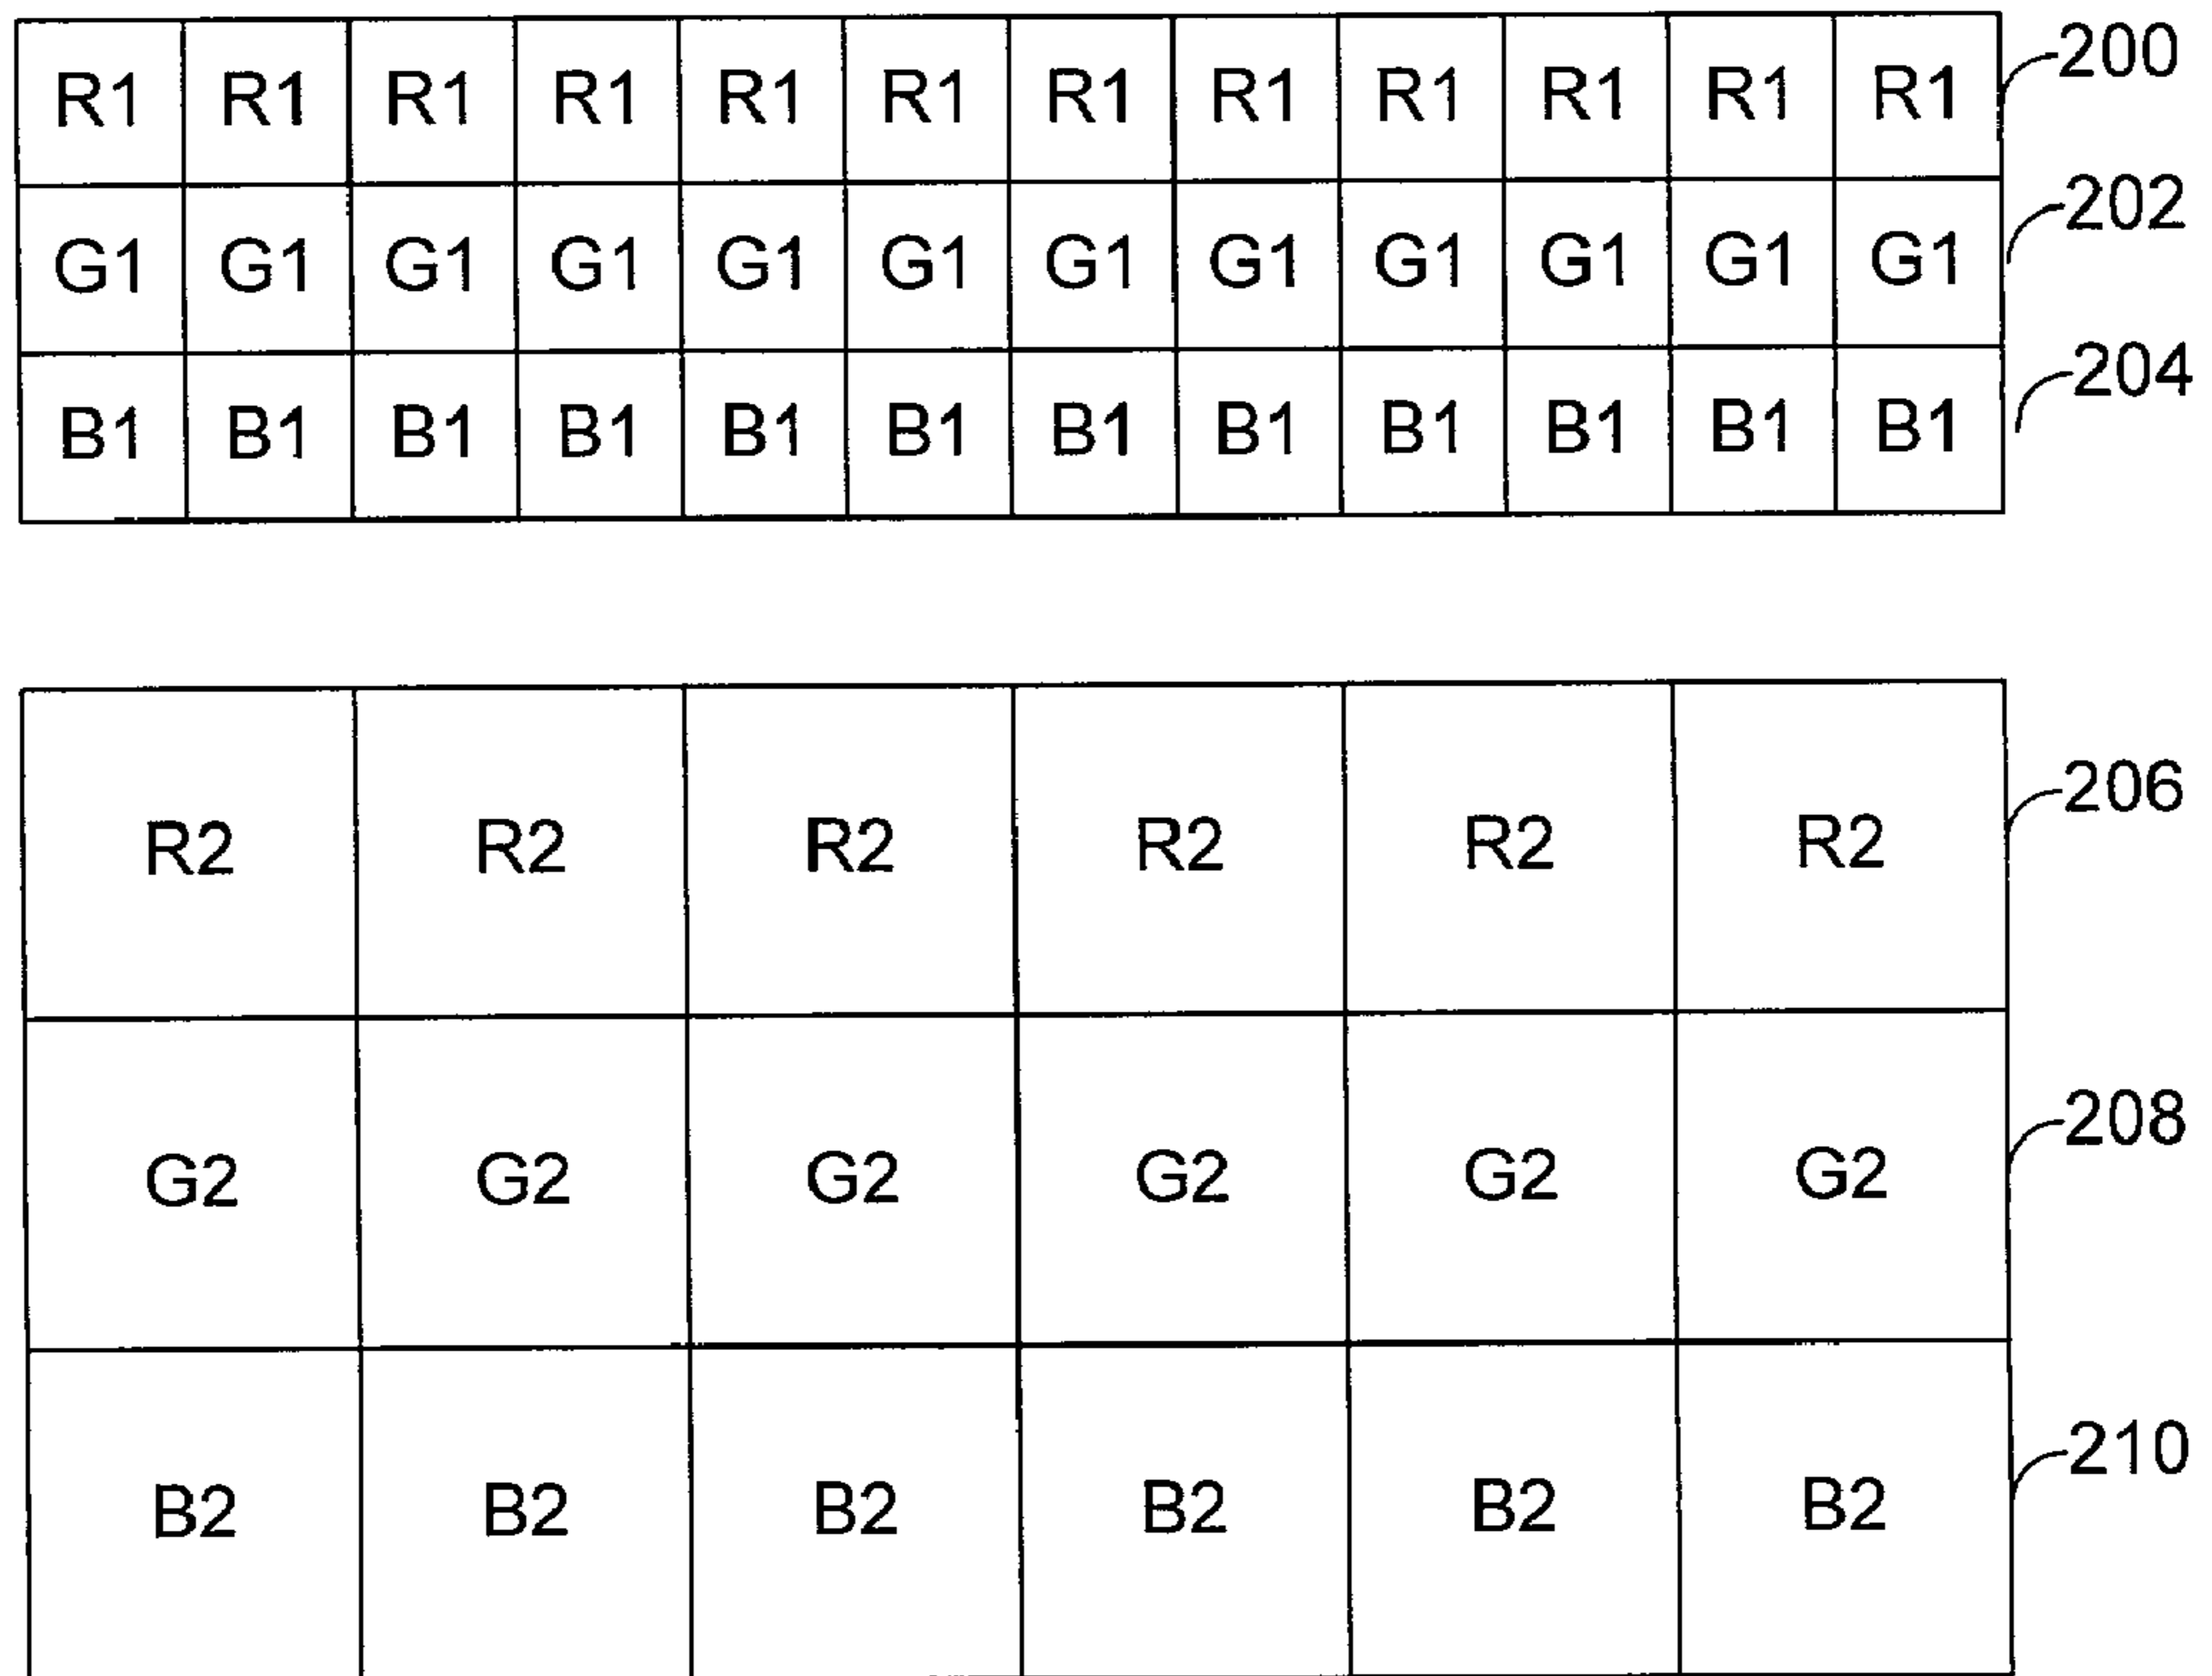 R1 R1 R1 R1 R1 R1 R1 R1 R1 R1 R1 R1 200
G1 G1 G1 G1 G1 G1 G1 G1 G1 G1 G1 G1 202
B1 B1 B1 B1 B1 B1 B1 B1 B1 B1 B1 B1 204
R2 R2 R2 R2 R2 R2 206
G2 G2 G2 G2 G2 G2 208
B2 B2 B2 B2 B2 B2 210